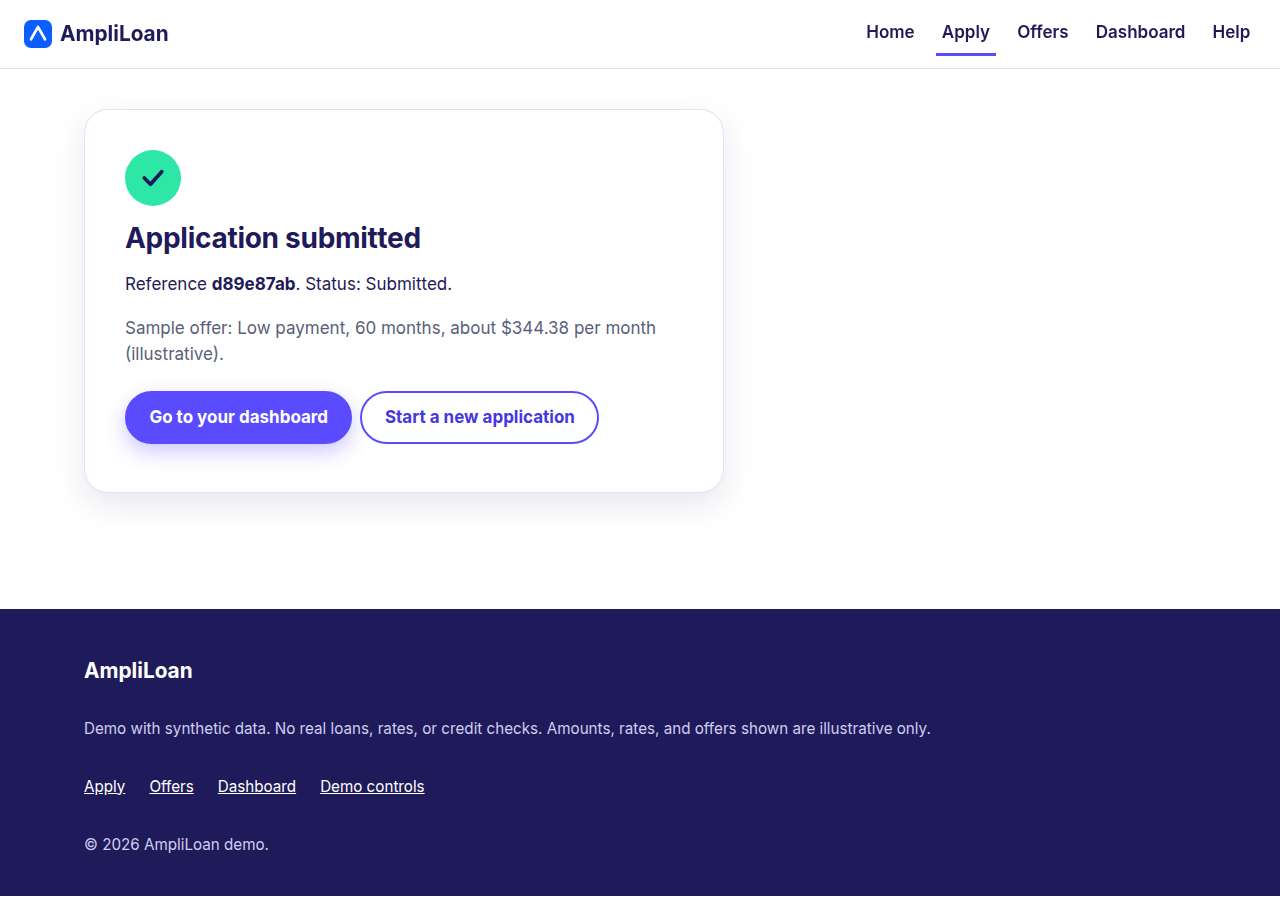 AmpliLoan
Home Apply Offers Dashboard Help
Application submitted
Reference d89e87ab. Status: Submitted.
Sample offer: Low payment, 60 months, about $344.38 per month
(illustrative).
Go to your dashboard Start a new application
AmpliLoan
Demo with synthetic data. No real loans, rates, or credit checks. Amounts, rates, and offers shown are illustrative only.
Apply Offers Dashboard Demo controls
© 2026 AmpliLoan demo.